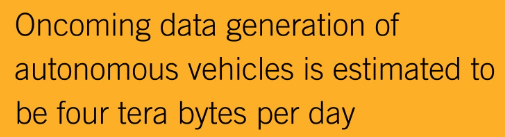 Oncoming data generation of
autonomous vehicles is estimated to
be four tera bytes per day